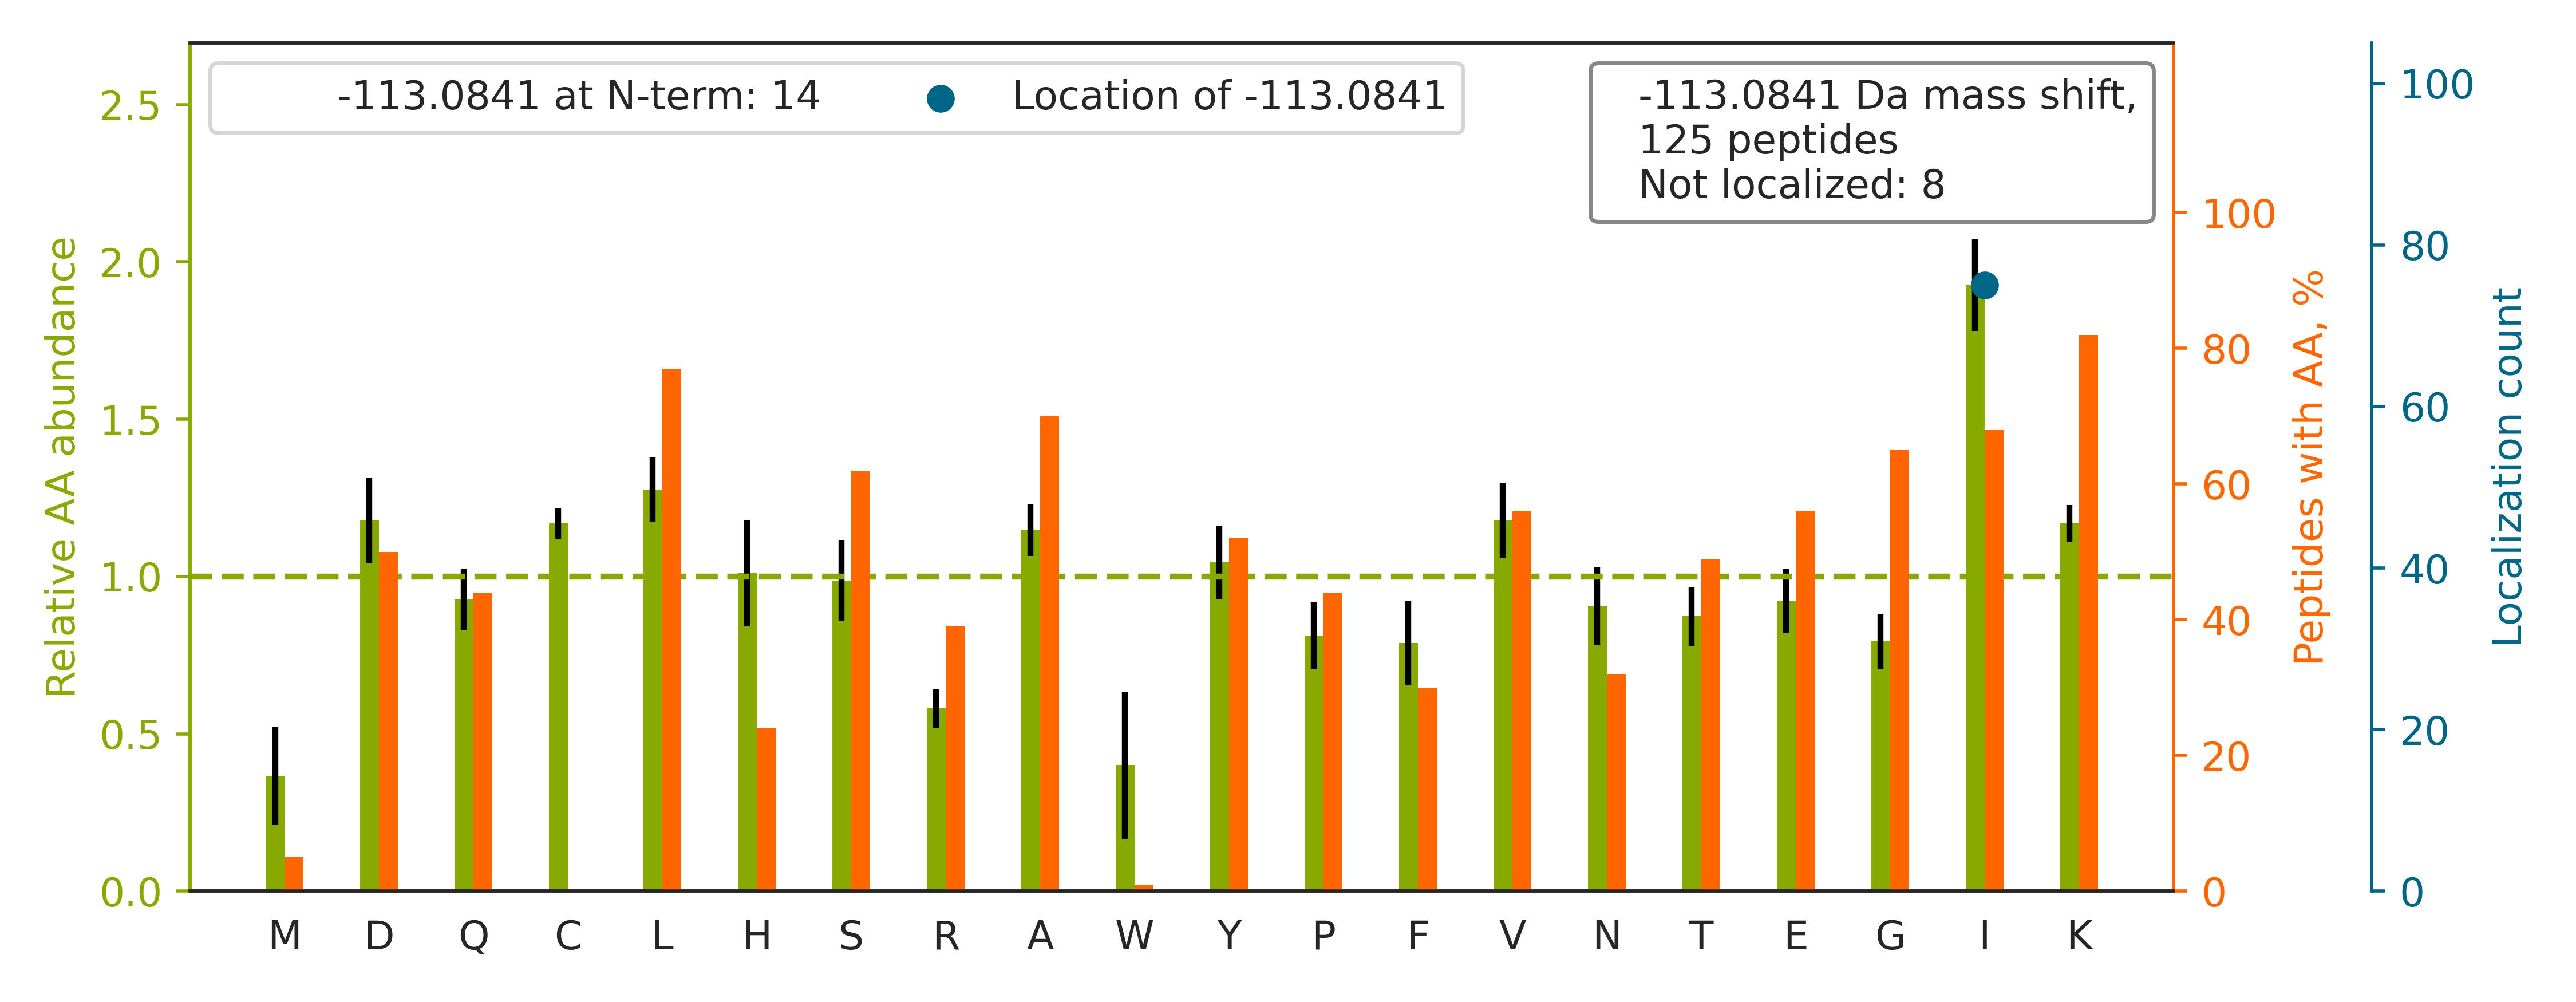 -113.0841 at N-term: 14
Location of -113.0841
-113.0841 Da mass shift,
125 peptides
Not localized: 8
Relative AA abundance
2.5
2.0
1.5
1.0
0.5
0.0
M D Q C L H S R A W Y P F V N T E G I K
100
80
60
40
20
0
Peptides with AA, %
100
80
60
40
20
0
Localization count